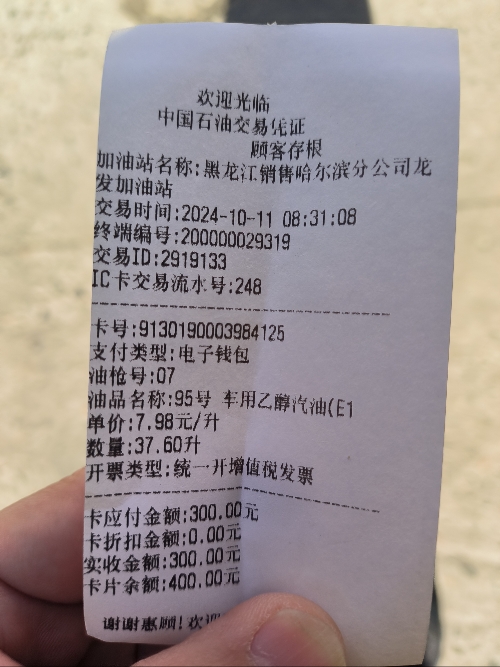 欢迎光临
中国石油交易凭证
顾客存根
加油站名称:黑龙江销售哈尔滨分公司龙
发加油站
交易时间:2024-10-11 08:31:08
终端编号:200000029319
交易ID:2919133
IC卡交易流水号:248
卡号:9130190003984125
支付类型:电子钱包
油枪号:07
油品名称:95号 车用乙醇汽油(E1
单价:7.98元/升
数量:37.60升
开票类型:统一开增值税发票
卡应付金额:300.00元
卡折扣金额:0.00元
实收金额:300.00元
卡片余额:400.00元
谢谢惠顾!欢迎